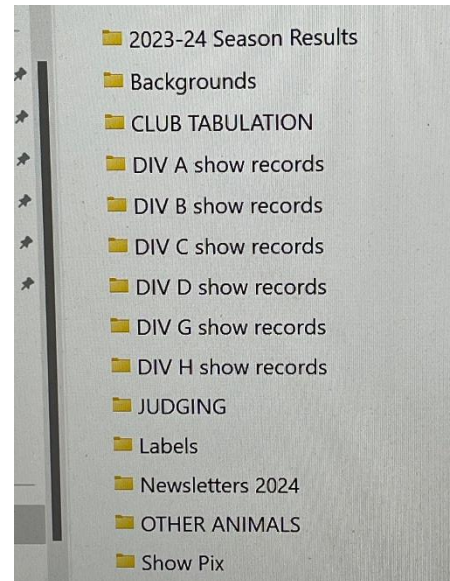 2023-24 Season Results
Backgrounds
CLUB TABULATION
DIV A show records
DIV B show records
DIV C show records
DIV D show records
DIV G show records
DIV H show records
JUDGING
Labels
Newsletters 2024
OTHER ANIMALS
Show Pix